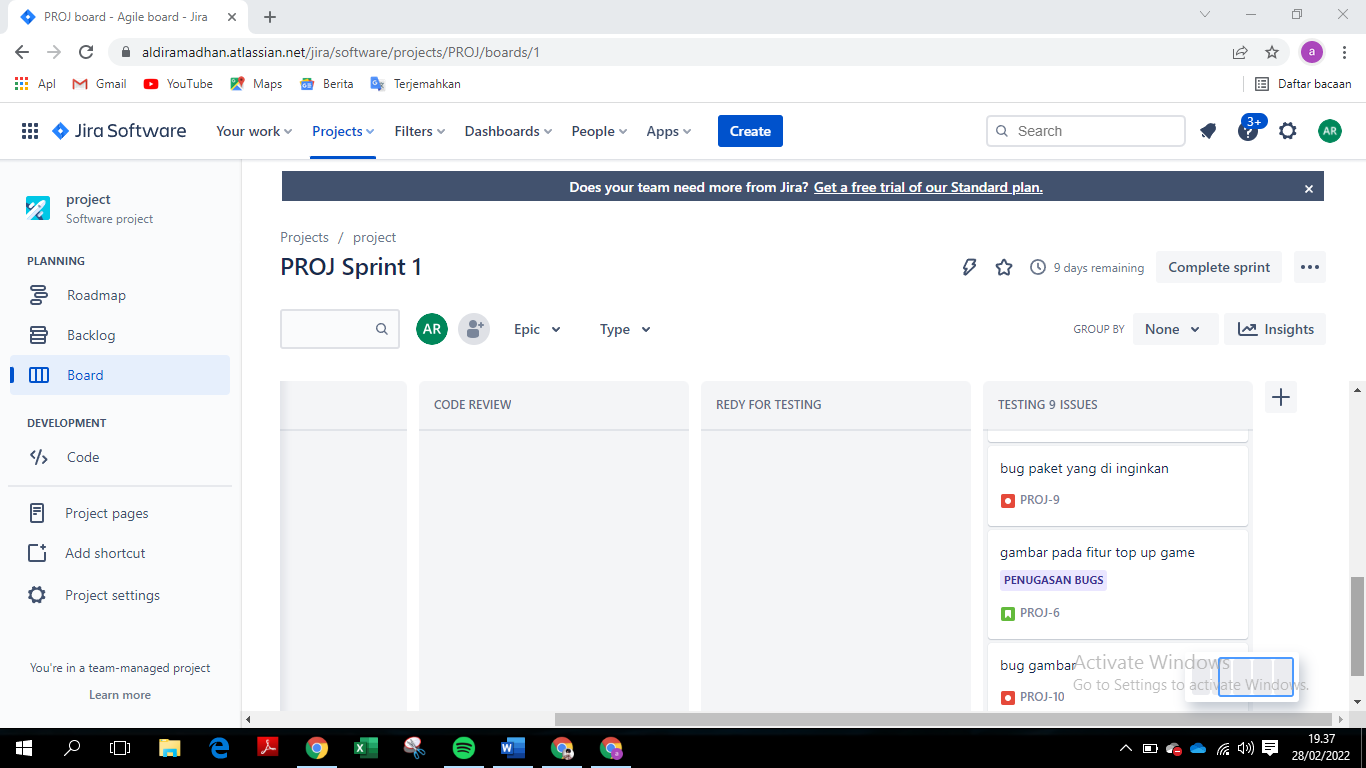 PROJ board - Agile board - Jira
aldiramadhan.atlassian.net/jira/software/projects/PROJ/boards/1
a
Apl
Gmail
YouTube
Maps
Berita
Terjemahkan
Daftar bacaan
Jira Software
Your work
Projects
Filters
Dashboards
People
Apps
Create
Search
3+
AR
project
Software project
PLANNING
Roadmap
Backlog
Board
DEVELOPMENT
Code
Project pages
Add shortcut
Project settings
You're in a team-managed project
Learn more
Does your team need more from Jira? Get a free trial of our Standard plan.
Projects / project
PROJ Sprint 1
9 days remaining
Complete sprint
AR
Epic
Type
GROUP BY
None
Insights
CODE REVIEW
REDY FOR TESTING
TESTING 9 ISSUES
bug paket yang di inginkan
PROJ-9
gambar pada fitur top up game
PENUGASAN BUGS
PROJ-6
bug gambar
PROJ-10
Activate Windows
Go to Settings to activate Windows.
19.37
28/02/2022